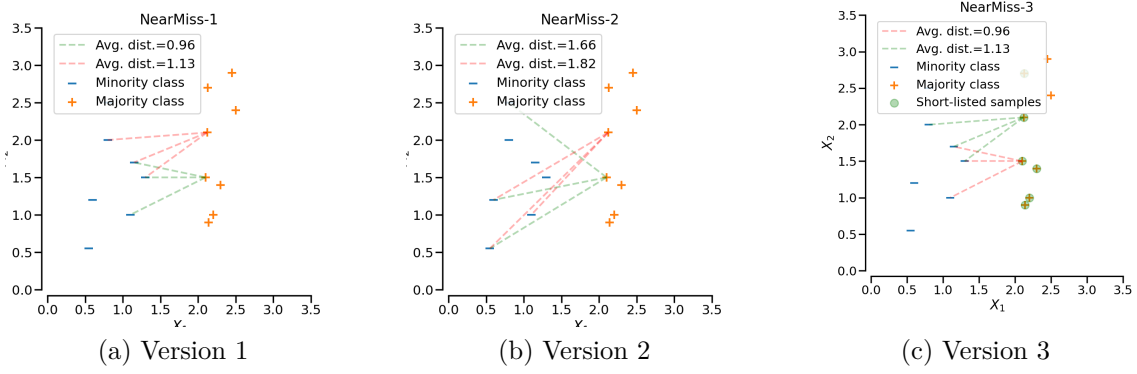 NearMiss-1
Avg. dist.=0.96
Avg. dist.=1.13
Minority class
Majority class
3.5
3.0
2.5
2.0
1.5
1.0
0.5
0.0
0.0 0.5 1.0 1.5 2.0 2.5 3.0 3.5
(a) Version 1
NearMiss-2
Avg. dist.=1.66
Avg. dist.=1.82
Minority class
Majority class
3.5
3.0
2.5
2.0
1.5
1.0
0.5
0.0
0.0 0.5 1.0 1.5 2.0 2.5 3.0 3.5
(b) Version 2
NearMiss-3
Avg. dist.=0.96
Avg. dist.=1.13
Minority class
Majority class
Short-listed samples
X2
3.5
3.0
2.5
2.0
1.5
1.0
0.5
0.0
0.0 0.5 1.0 1.5 2.0 2.5 3.0 3.5
X1
(c) Version 3